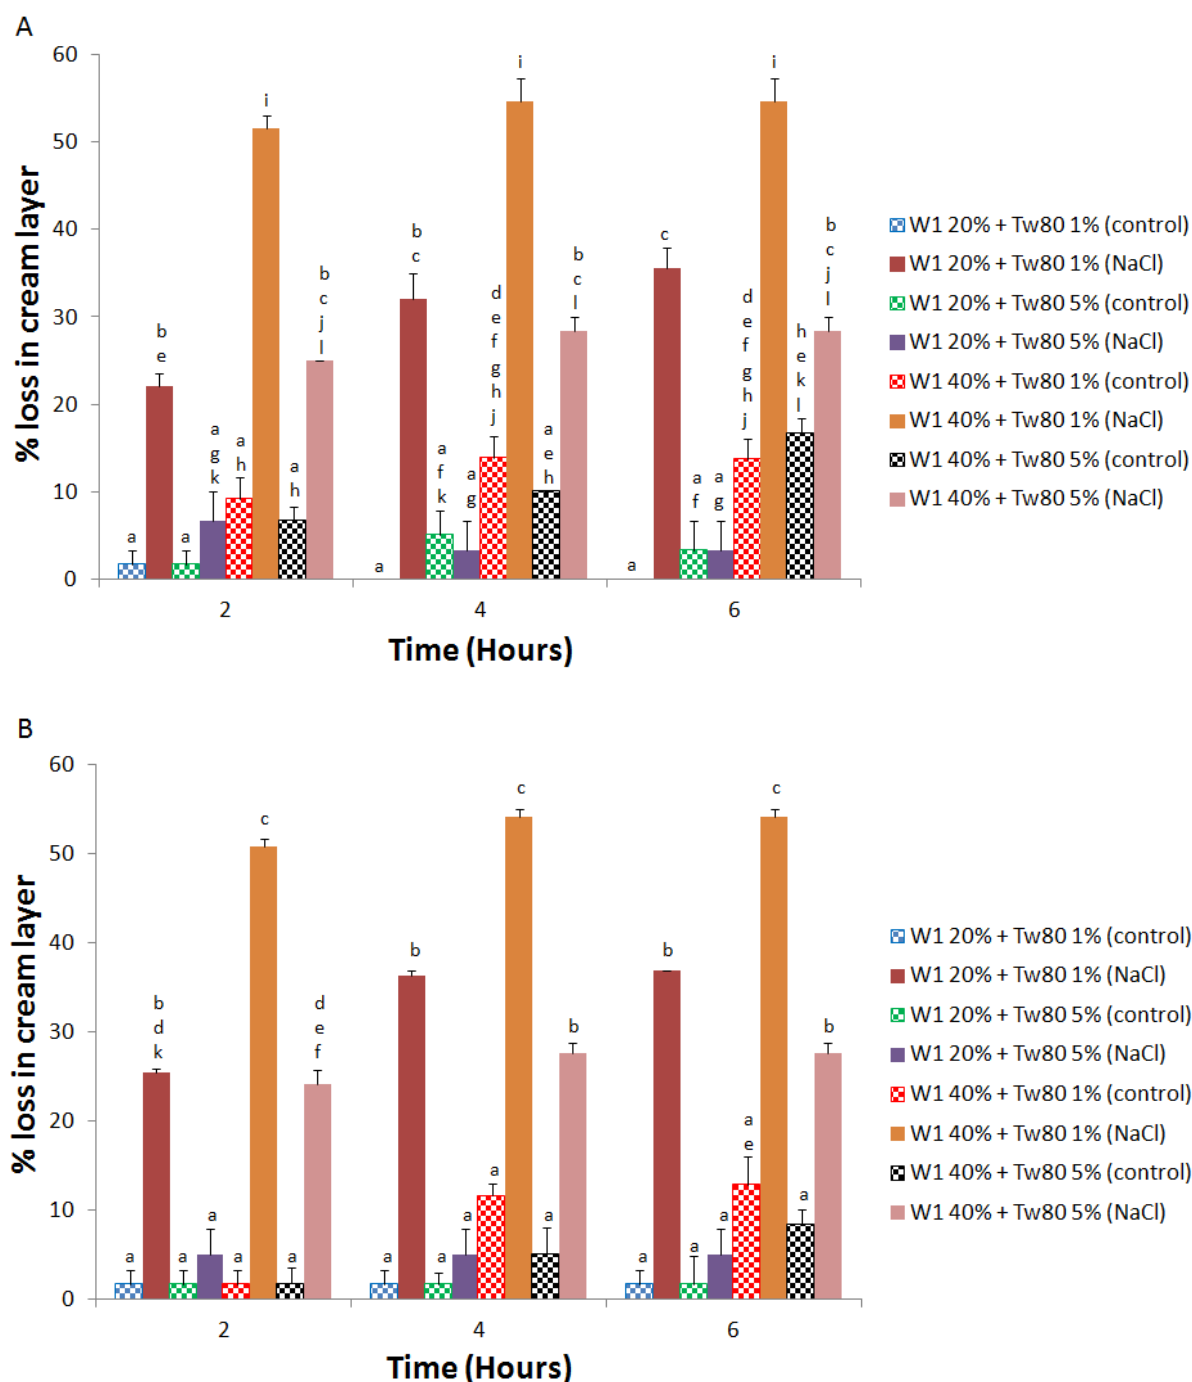 A
% loss in cream layer
60
50
40
30
20
10
0
a
b
e
a
a
g
k
a
h
i
a
h
b
c
j
l
a
b
c
a
f
k
a
g
d
e
f
g
h
j
i
a
e
h
b
c
l
a
c
a
f
a
g
d
e
f
g
h
j
i
h
e
k
l
b
c
j
l
2
4
6
Time (Hours)
W1 20% + Tw80 1% (control)
W1 20% + Tw80 1% (NaCl)
W1 20% + Tw80 5% (control)
W1 20% + Tw80 5% (NaCl)
W1 40% + Tw80 1% (control)
W1 40% + Tw80 1% (NaCl)
W1 40% + Tw80 5% (control)
W1 40% + Tw80 5% (NaCl)
B
% loss in cream layer
60
50
40
30
20
10
0
a
b
d
k
a
a
a
c
a
d
e
f
a
b
a
a
a
c
a
b
a
b
a
a
a
e
c
a
b
2
4
6
Time (Hours)
W1 20% + Tw80 1% (control)
W1 20% + Tw80 1% (NaCl)
W1 20% + Tw80 5% (control)
W1 20% + Tw80 5% (NaCl)
W1 40% + Tw80 1% (control)
W1 40% + Tw80 1% (NaCl)
W1 40% + Tw80 5% (control)
W1 40% + Tw80 5% (NaCl)